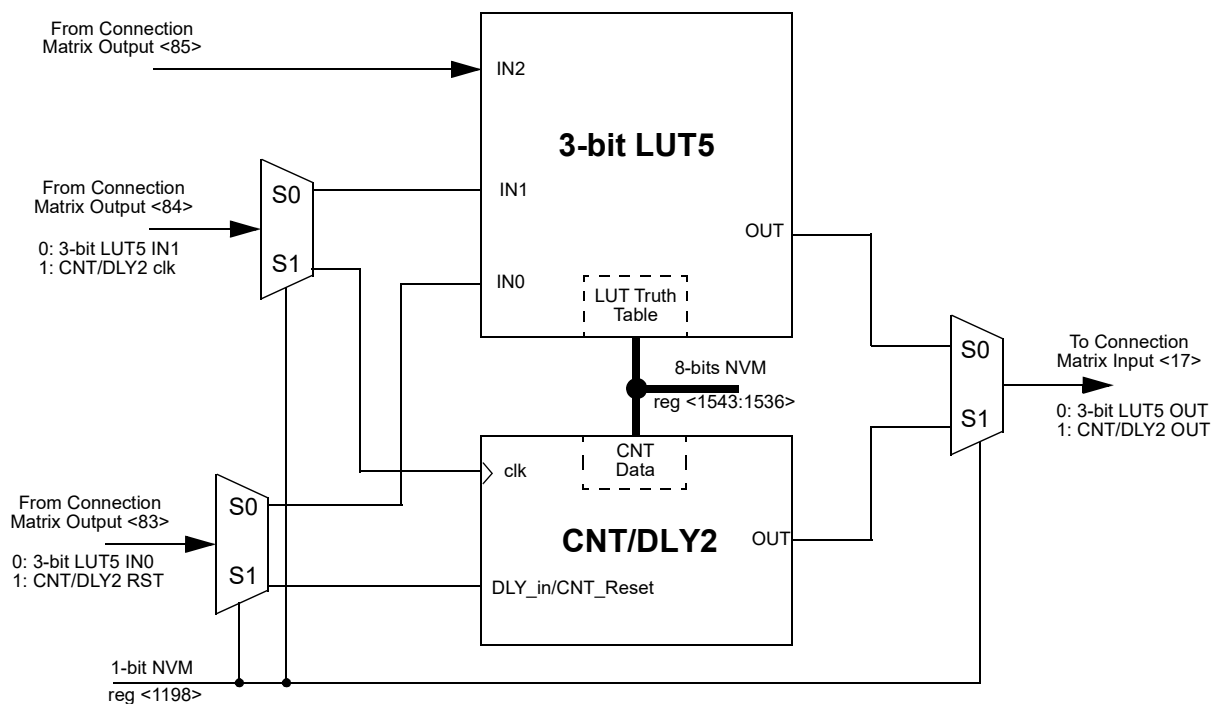 From Connection
Matrix Output <85>
IN2
3-bit LUT5
From Connection
Matrix Output <84>
0: 3-bit LUT5 IN1
1: CNT/DLY2 clk
S0
S1
IN1
IN0
OUT
LUT Truth
Table
8-bits NVM
reg <1543:1536>
S0
S1
To Connection
Matrix Input <17>
0: 3-bit LUT5 OUT
1: CNT/DLY2 OUT
CNT
Data
clk
CNT/DLY2
OUT
DLY_in/CNT_Reset
From Connection
Matrix Output <83>
0: 3-bit LUT5 IN0
1: CNT/DLY2 RST
S0
S1
1-bit NVM
reg <1198>